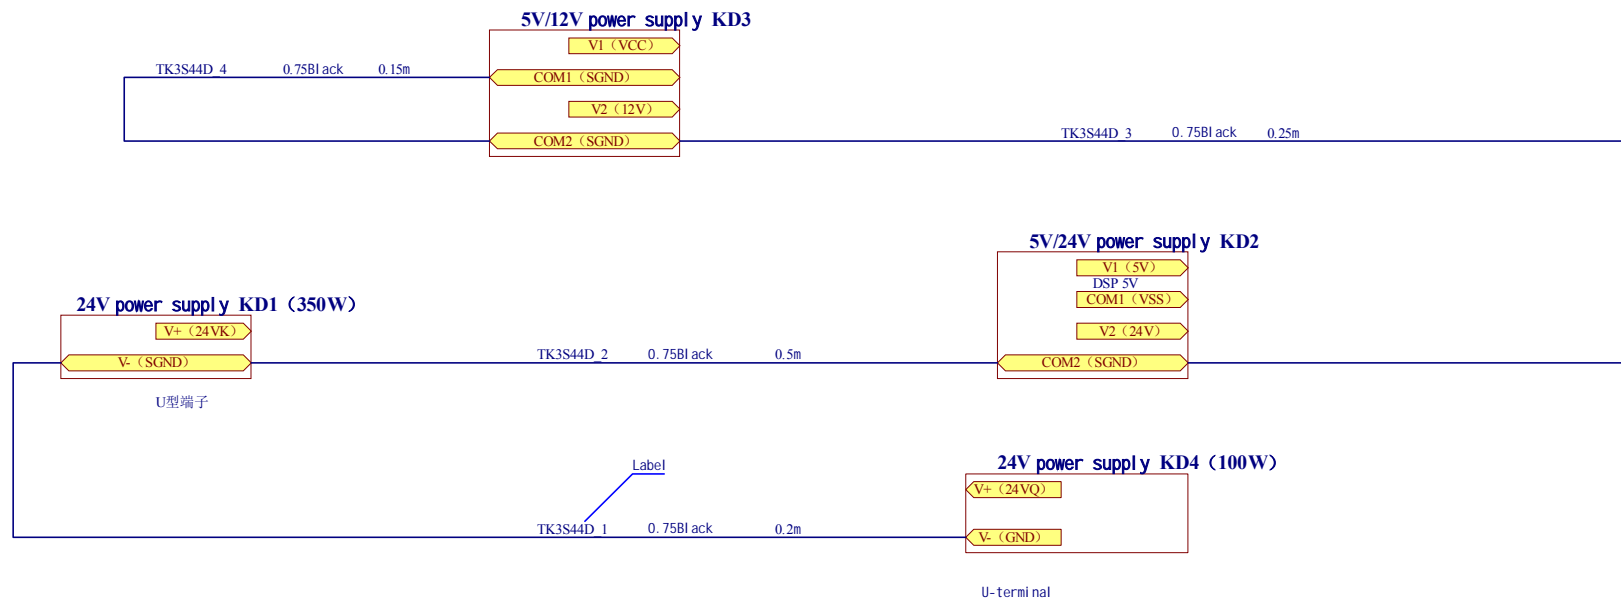 5V/12V power supply KD3
V1（VCC）
TK3S44D_4 0.75Black 0.15m
COM1（SGND）
V2（12V）
COM2（SGND）
TK3S44D_3 0.75Black 0.25m
5V/24V power supply KD2
V1（5V）
DSP 5V
COM1（VSS）
V2（24V）
COM2（SGND）
24V power supply KD1（350W）
V+（24VK）
V-（SGND）
TK3S44D_2 0.75Black 0.5m
U型端子
Label
24V power supply KD4（100W）
V+（24VQ）
TK3S44D_1 0.75Black 0.2m
V-（GND）
U-terminal